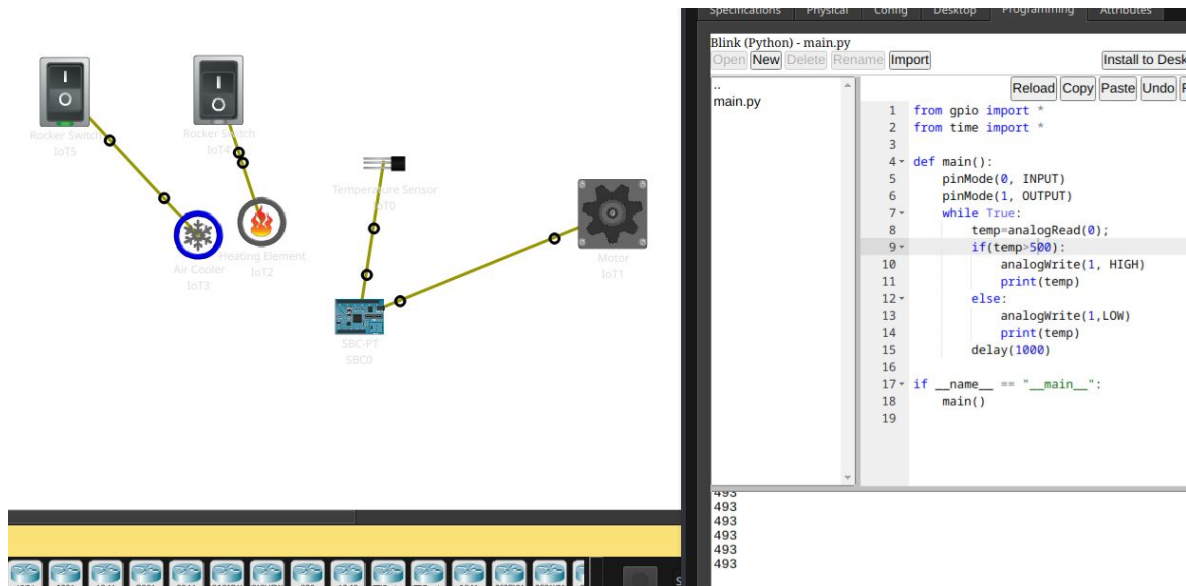 Specifications Physical Config Desktop Programming Attributes
Blink (Python) - main.py
Open New Delete Rename Import Install to Desk
Reload Copy Paste Undo
..
main.py
1 from gpio import *
2 from time import *
3
4 def main():
5 pinMode(0, INPUT)
6 pinMode(1, OUTPUT)
7 while True:
8 temp=analogRead(0);
9 if(temp>500):
10 analogWrite(1, HIGH)
11 print(temp)
12 else:
13 analogWrite(1,LOW)
14 print(temp)
15 delay(1000)
16
17 if __name__ == "__main__":
18 main()
19
493
493
493
493
493
493
Rocker Switch
IoT5
Rocker Switch
IoT4
Temperature Sensor
IoT0
Air Cooler
IoT3
Heating Element
IoT2
Motor
IoT1
SBC-PT
SBC0